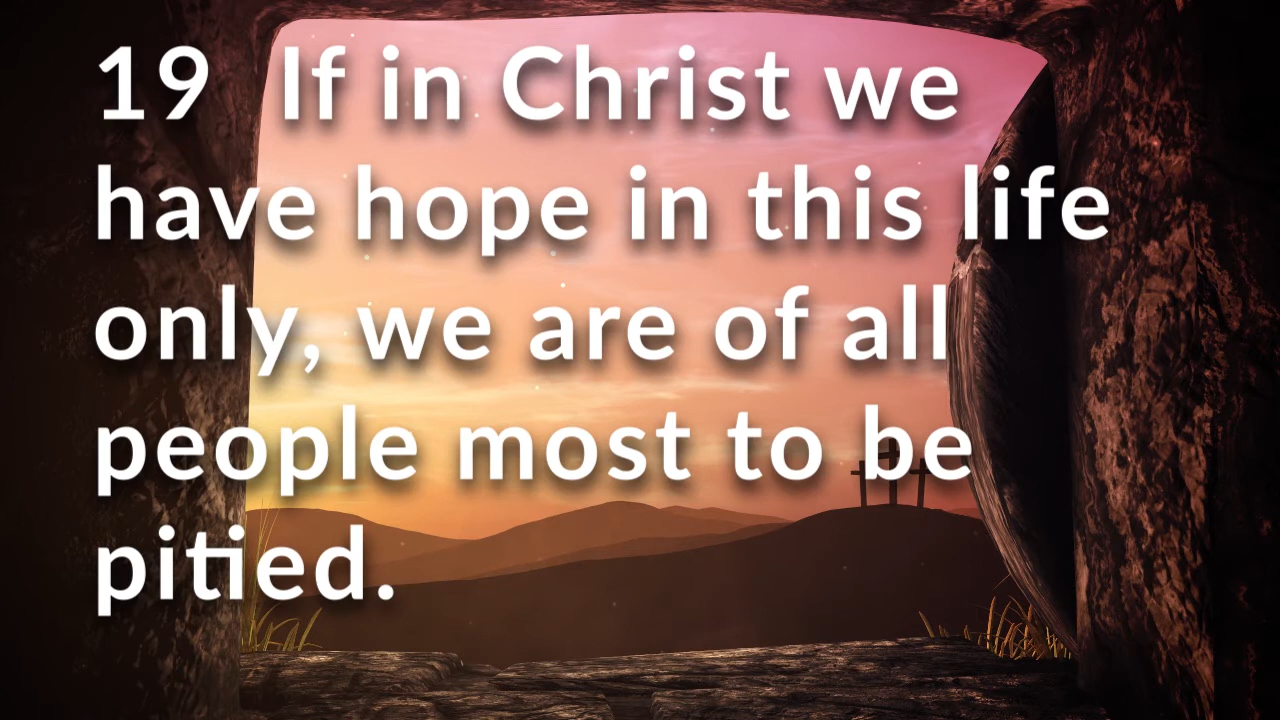 19  If in Christ we
have hope in this life
only, we are of all
people most to be
pitied.